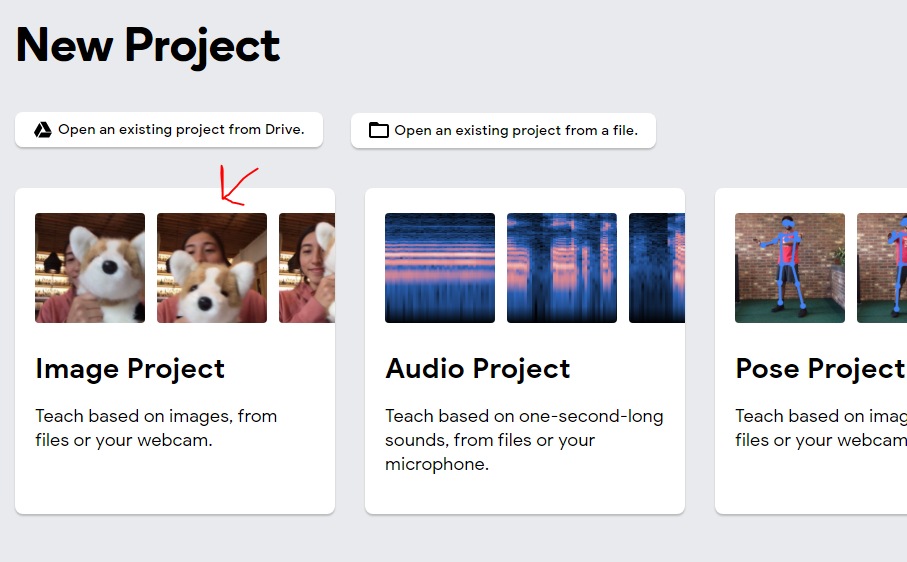 New Project
Open an existing project from Drive.
Open an existing project from a file.
Image Project
Teach based on images, from
files or your webcam.
Audio Project
Teach based on one-second-long
sounds, from files or your
microphone.
Pose Project
Teach based on imag
files or your webcam